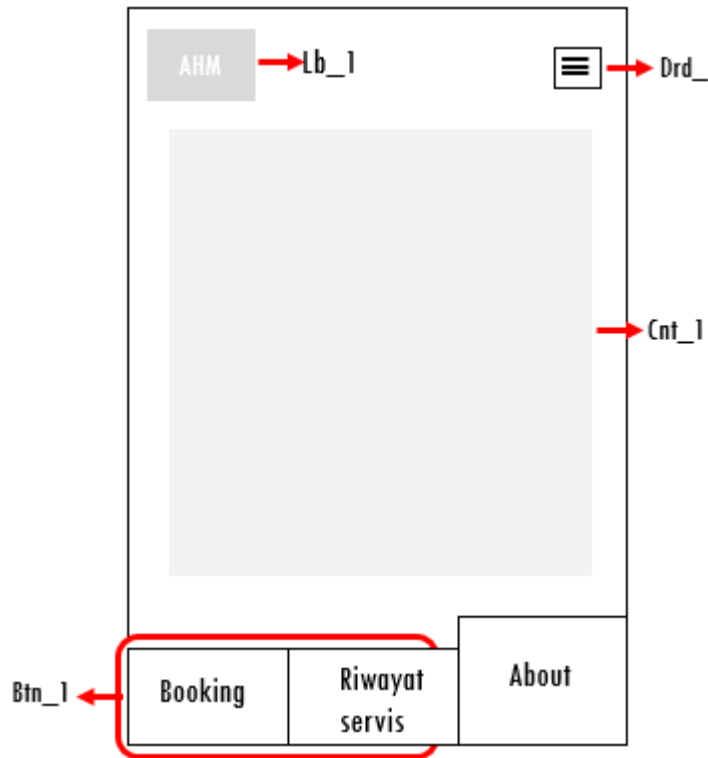 AHM
Lb_1
Drd_
Cnt_1
Btn_1
Booking
Riwayat
servis
About